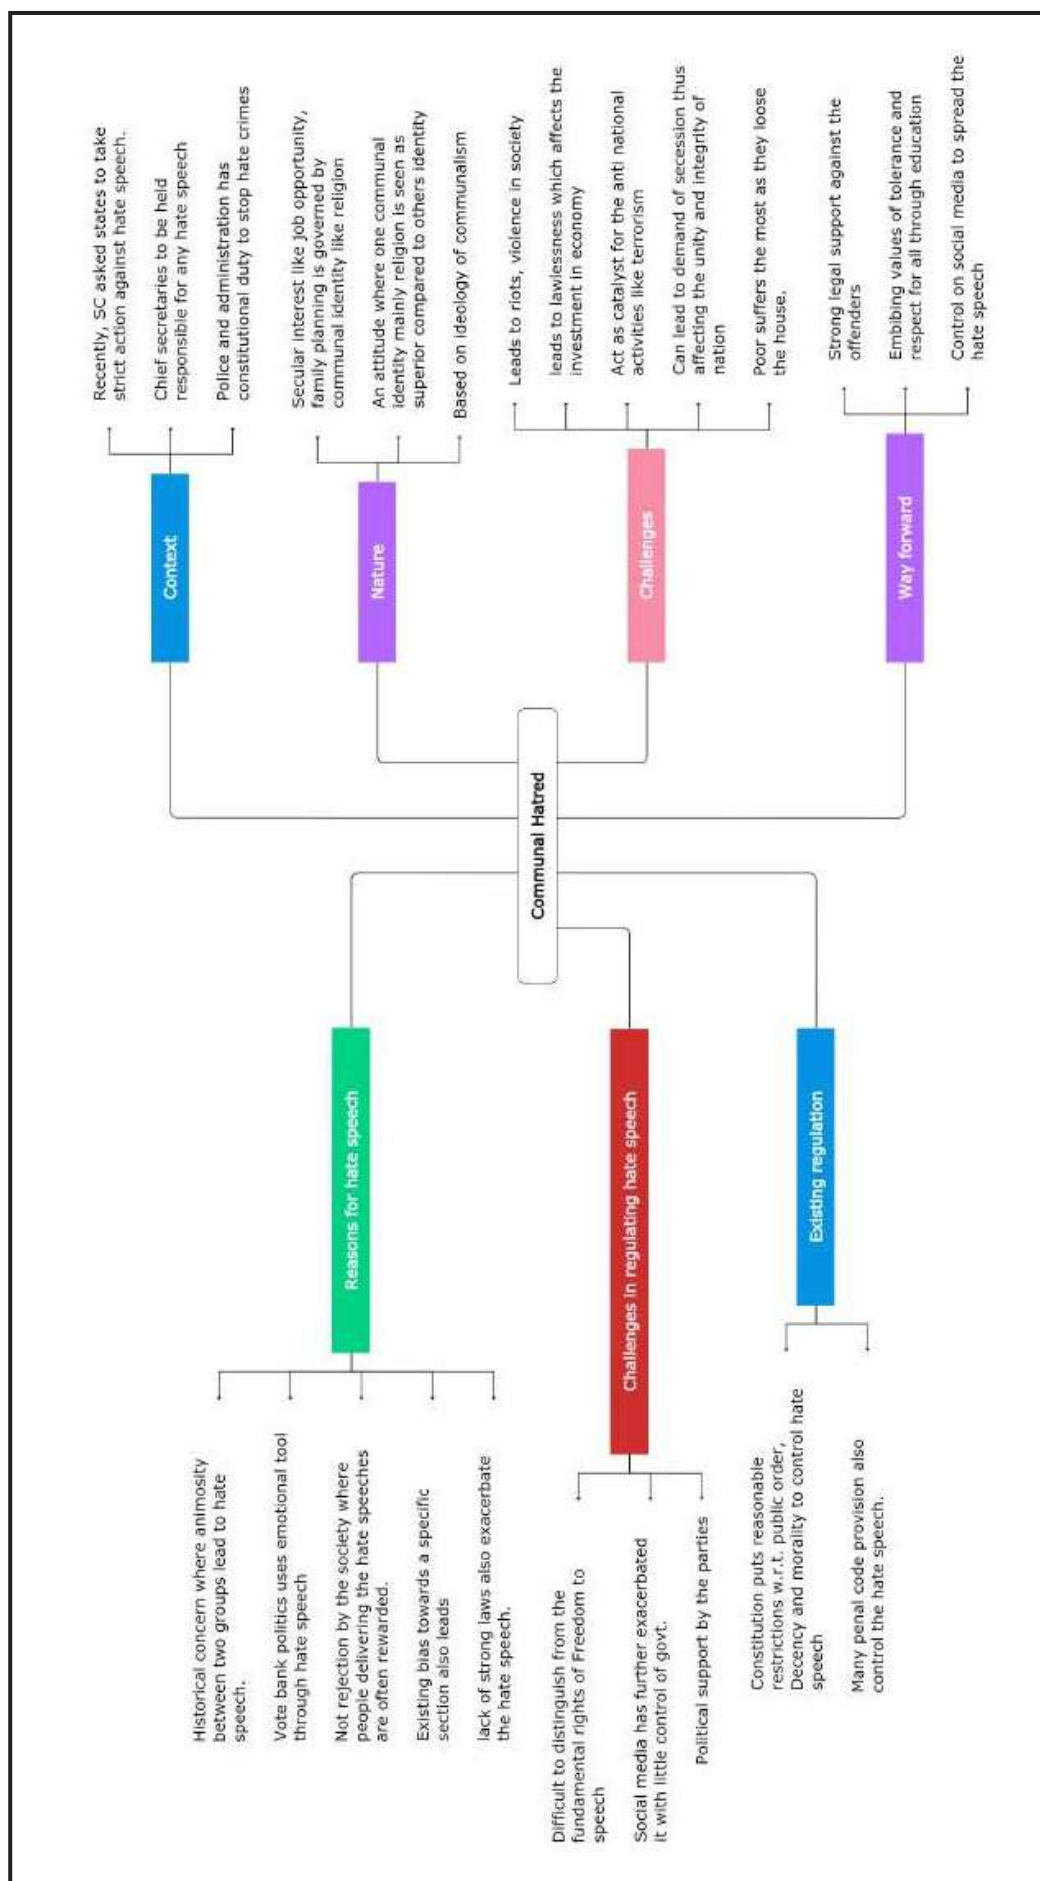 Communal Hatred
Context
Recently, SC asked states to take
strict action against hate speech.
Chief secretaries to be held
responsible for any hate speech
Police and administration has
constitutional duty to stop hate crimes
Nature
Secular interest like job opportunity,
family planning is governed by
communal identity like religion
An attitude where one communal
identity mainly religion is seen as
superior compared to others identity
Based on ideology of communalism
Challenges
Leads to riots, violence in society
leads to lawlessness which affects the
investment in economy
Act as catalyst for the anti national
activities like terrorism
Can lead to demand of secession thus
affecting the unity and integrity of
nation
Poor suffers the most as they loose
the house,
Way forward
Strong legal support against the
offenders
Embibing values of tolerance and
respect for all through education
Control on social media to spread the
hate speech
Reasons for hate speech
Historical concern where animosity
between two groups lead to hate
speech.
Vote bank politics uses emotional tool
through hate speech
Not rejection by the society where
people delivering the hate speeches
are often rewarded.
Existing bias towards a specific
section also leads
lack of strong laws also exacerbate
the hate speech.
Challenges in regulating hate speech
Difficult to distinguish from the
fundamental rights of Freedom to
speech
Social media has further exacerbated
it with little control of govt.
Political support by the parties
Existing regulation
Constitution puts reasonable
restrictions w.r.t. public order,
Decency and morality to control hate
speech
Many penal code provision also
control the hate speech.